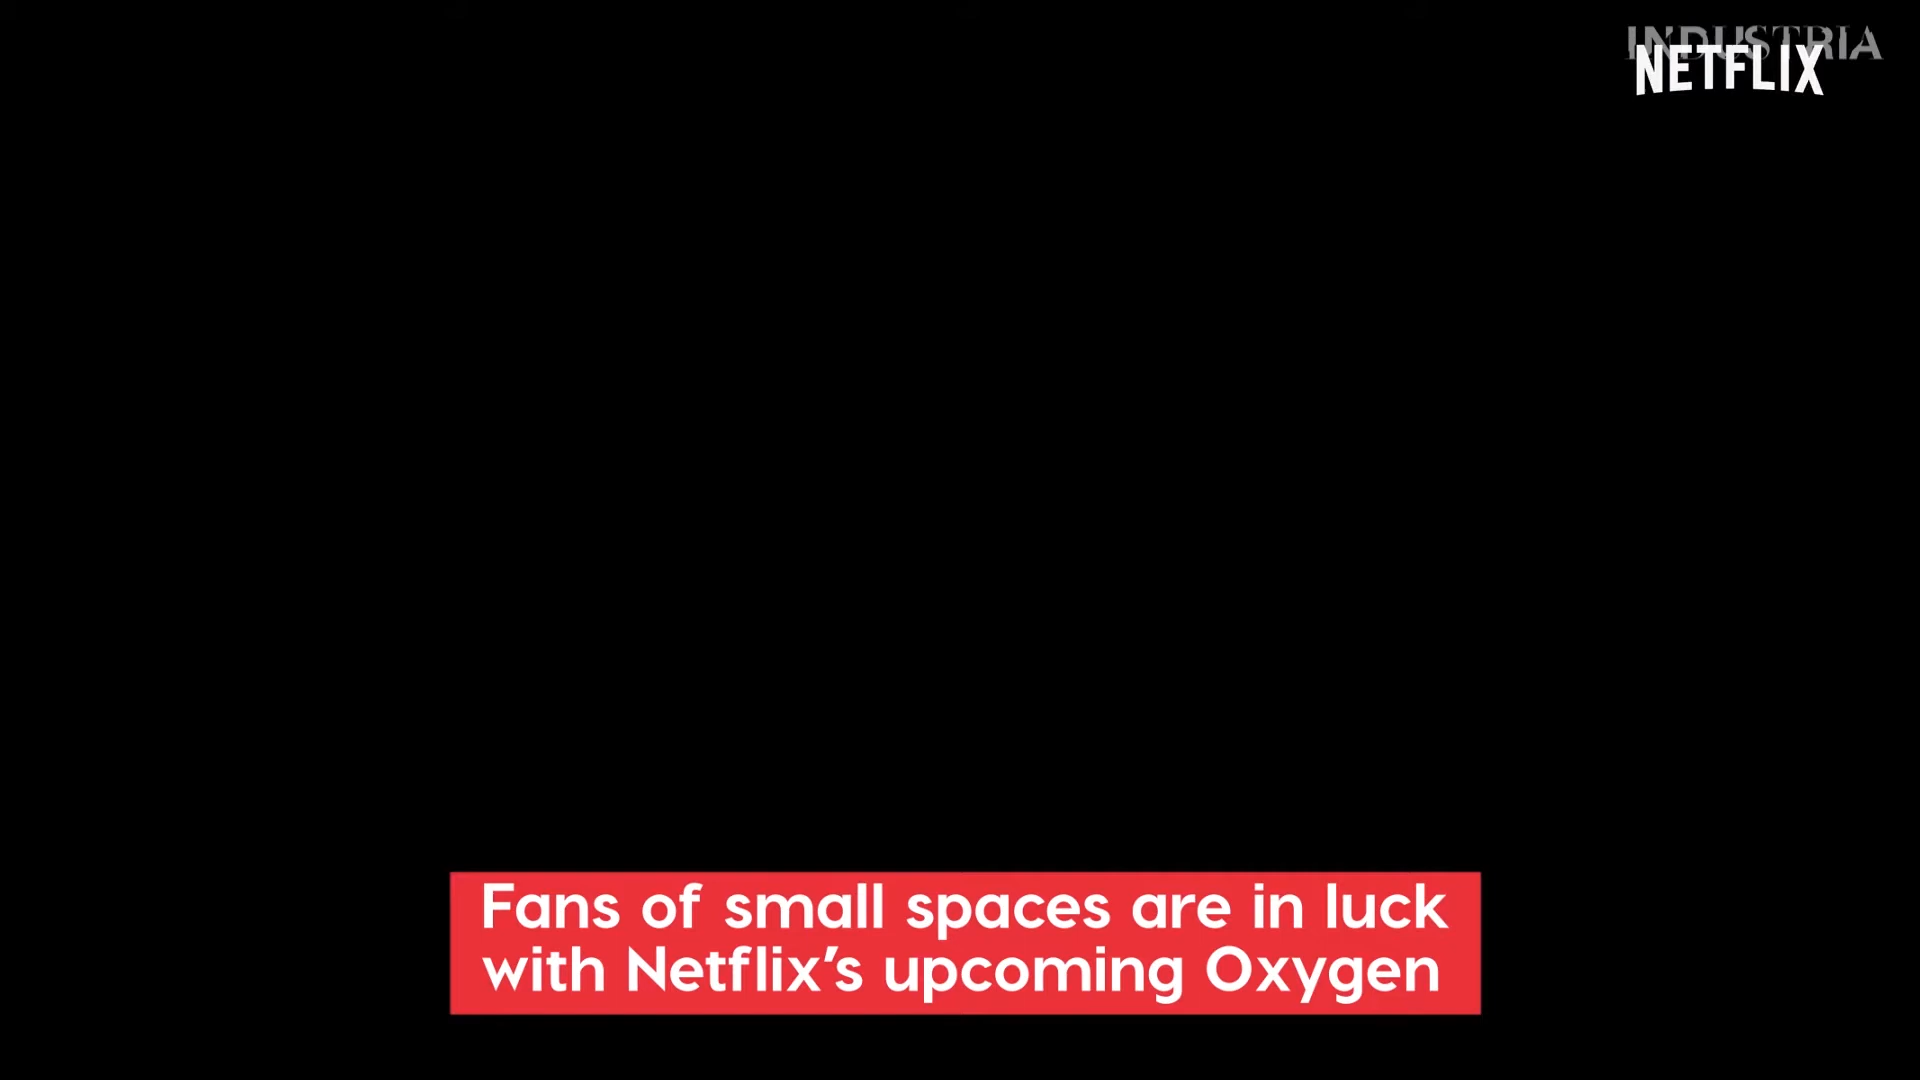 INDUSTRIA
NETFLIX
Fans of small spaces are in luck
with Netflix’s upcoming Oxygen